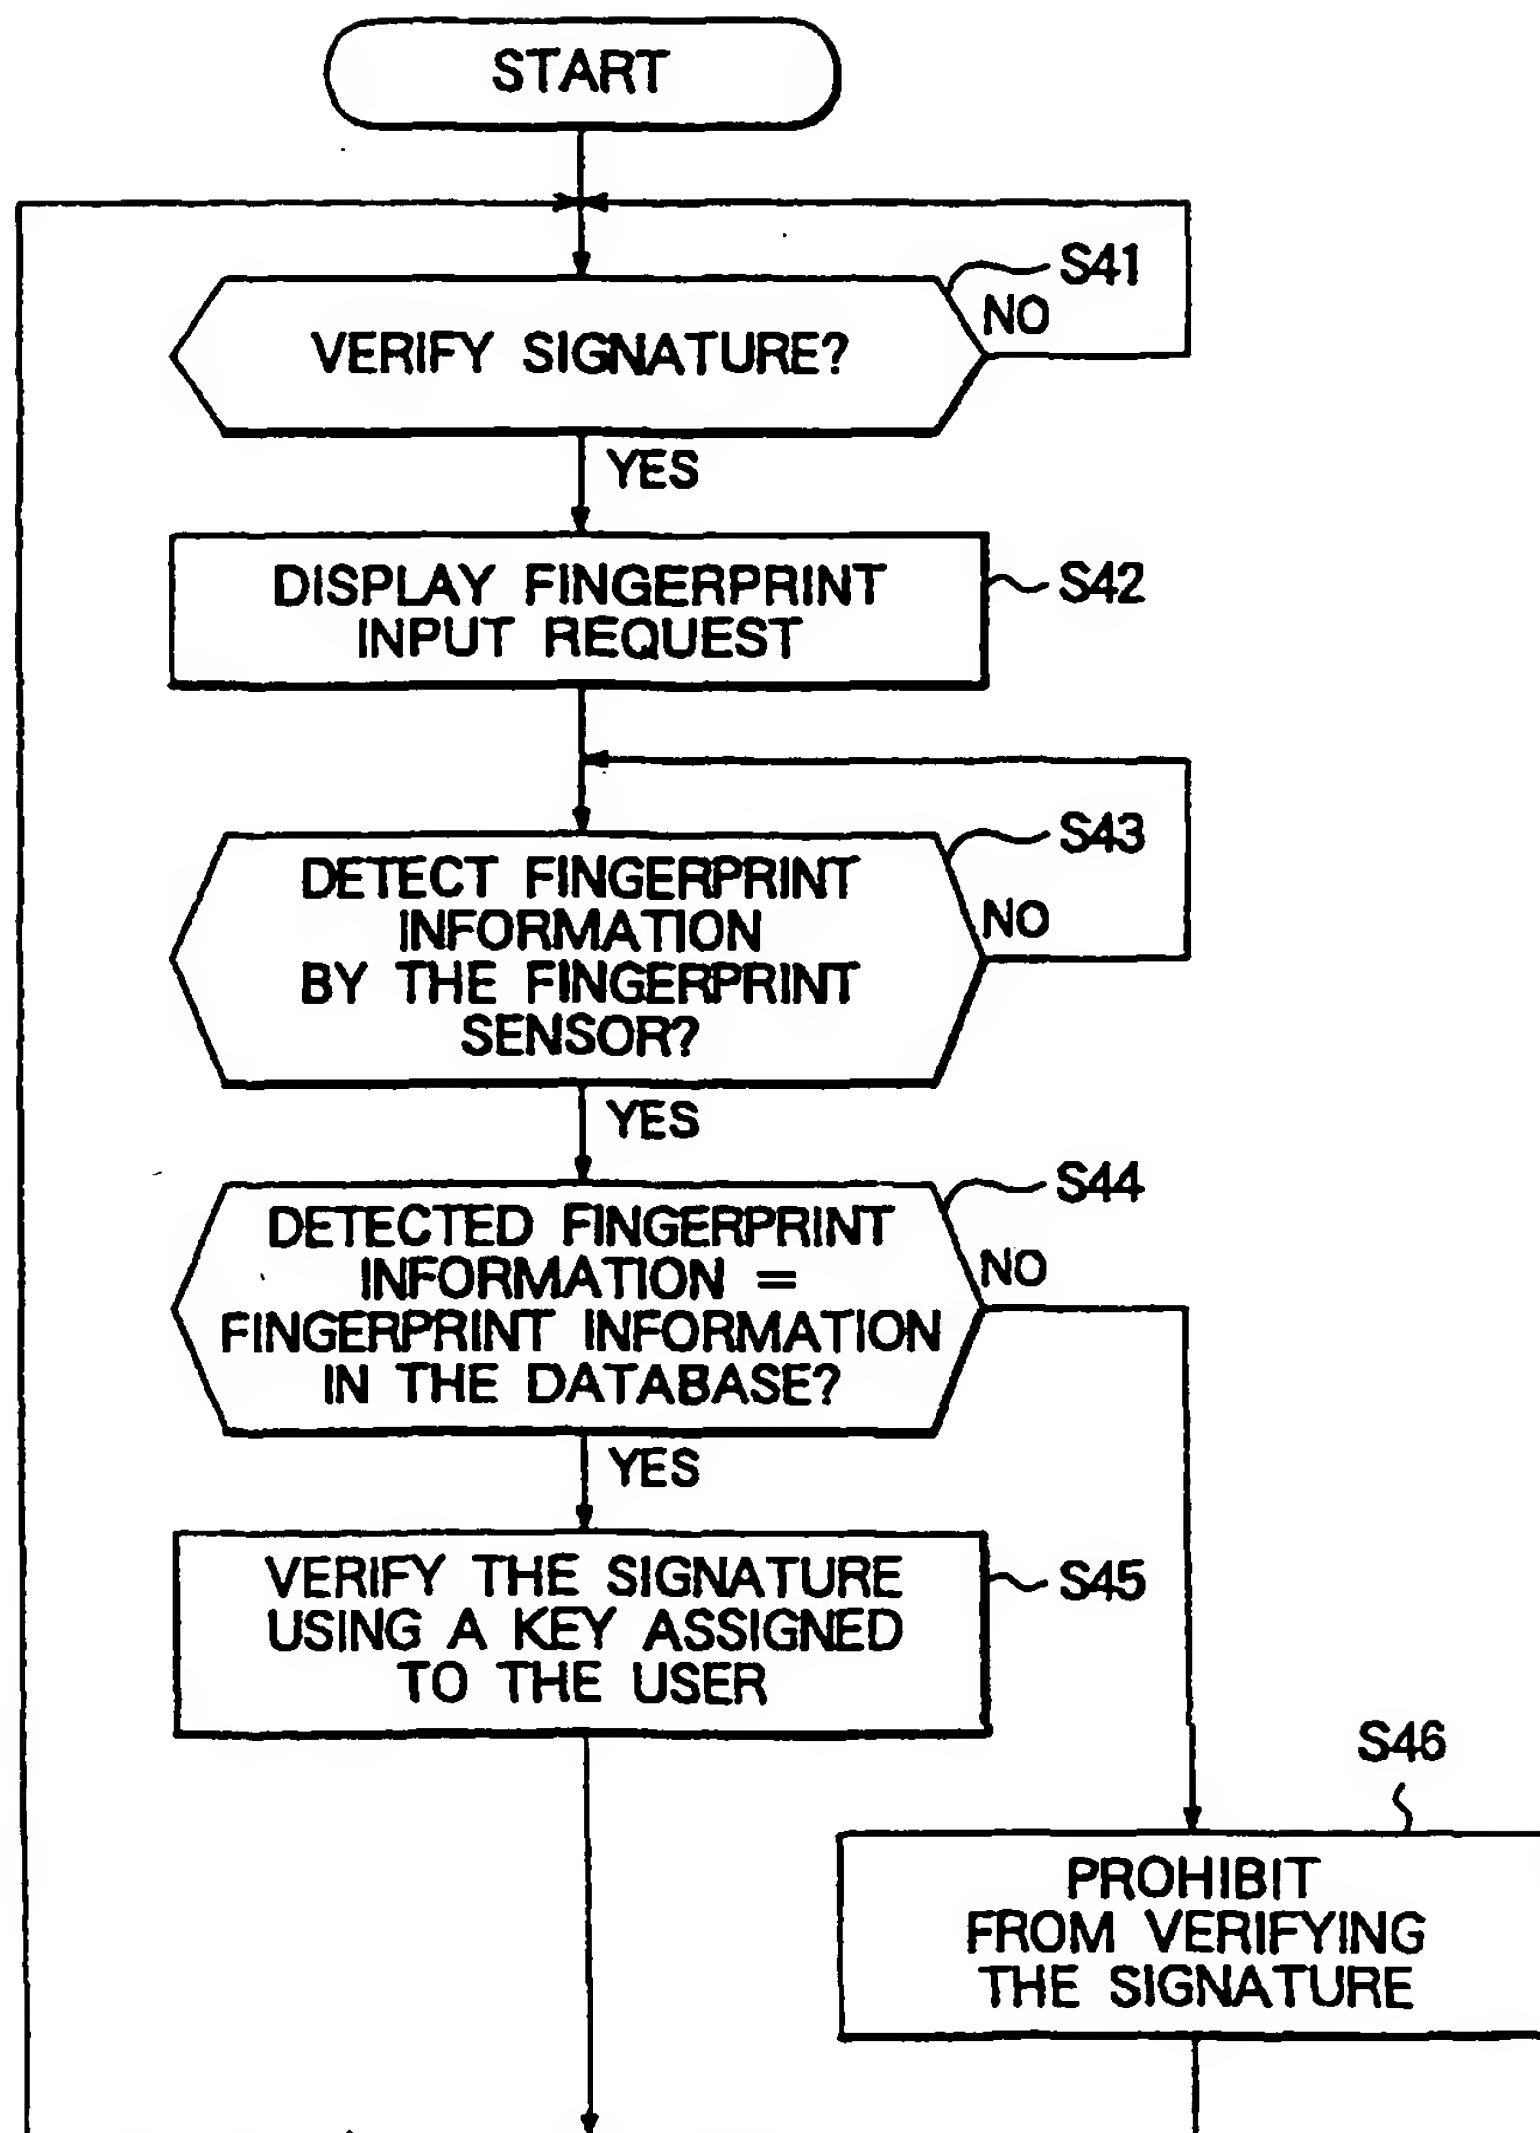 START
S41
NO
VERIFY SIGNATURE?
YES
DISPLAY FINGERPRINT
INPUT REQUEST
S42
S43
DETECT FINGERPRINT
INFORMATION
BY THE FINGERPRINT
SENSOR?
NO
YES
S44
DETECTED FINGERPRINT
INFORMATION =
FINGERPRINT INFORMATION
IN THE DATABASE?
NO
YES
VERIFY THE SIGNATURE
USING A KEY ASSIGNED
TO THE USER
S45
S46
PROHIBIT
FROM VERIFYING
THE SIGNATURE